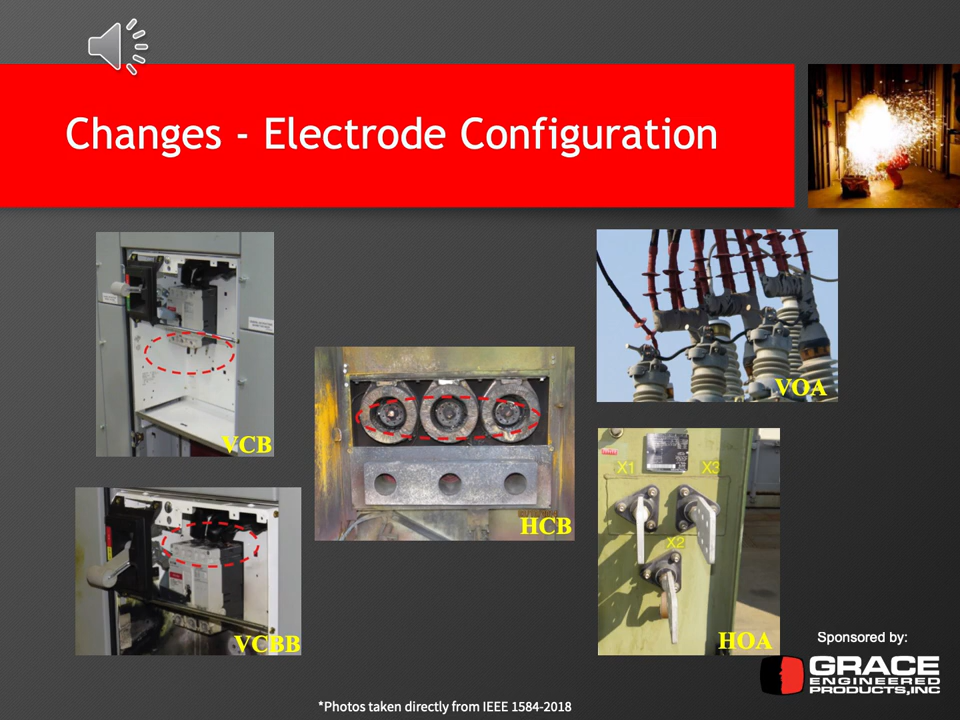 Changes - Electrode Configuration
VCB
VOA
HCB
X1
X3
X2
VCBB
HOA
Sponsored by:
GRACE
ENGINEERED
PRODUCTS, INC
*Photos taken directly from IEEE 1584-2018